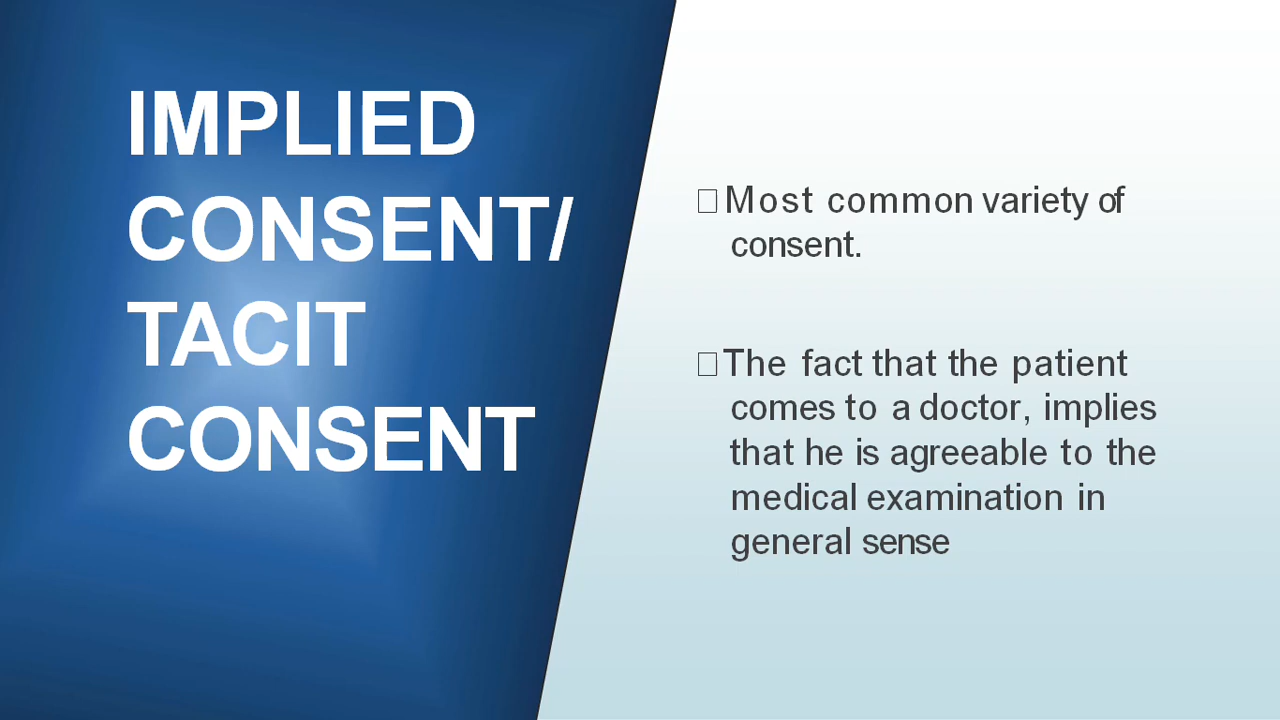 IMPLIED
CONSENT/
TACIT
CONSENT
□Most common variety of
consent.
□The fact that the patient
comes to a doctor, implies
that he is agreeable to the
medical examination in
general sense